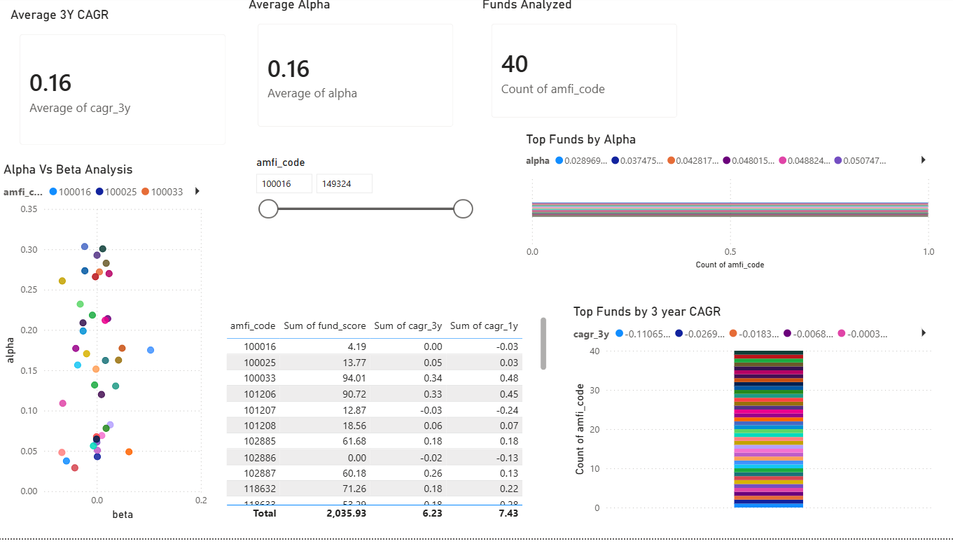 Average 3Y CAGR
Average Alpha
Funds Analyzed
0.16
Average of cagr_3y
0.16
Average of alpha
40
Count of amfi_code
Top Funds by Alpha
alpha 0.028969... 0.037475... 0.042817... 0.048015... 0.048824... 0.050747...
0.0 0.5 1.0
Count of amfi_code
Alpha Vs Beta Analysis
amfi_c... 100016 100025 100033
0.35
0.30
0.25
0.20
0.15
0.10
0.05
0.00
alpha
0.0 0.2
beta
amfi_code
100016 149324
amfi_code Sum of fund_score Sum of cagr_3y Sum of cagr_1y
100016 4.19 0.00 -0.03
100025 13.77 0.05 0.03
100033 94.01 0.34 0.48
101206 90.72 0.33 0.45
101207 12.87 -0.03 -0.24
101208 18.56 0.06 0.07
102885 61.68 0.18 0.18
102886 0.00 -0.02 -0.13
102887 60.18 0.26 0.13
118632 71.26 0.18 0.22
118633 53.29 0.18 0.28
Total 2,035.93 6.23 7.43
Top Funds by 3 year CAGR
cagr_3y -0.11065... -0.0269... -0.0183... -0.0068... -0.0003...
40
30
20
10
0
Count of amfi_code